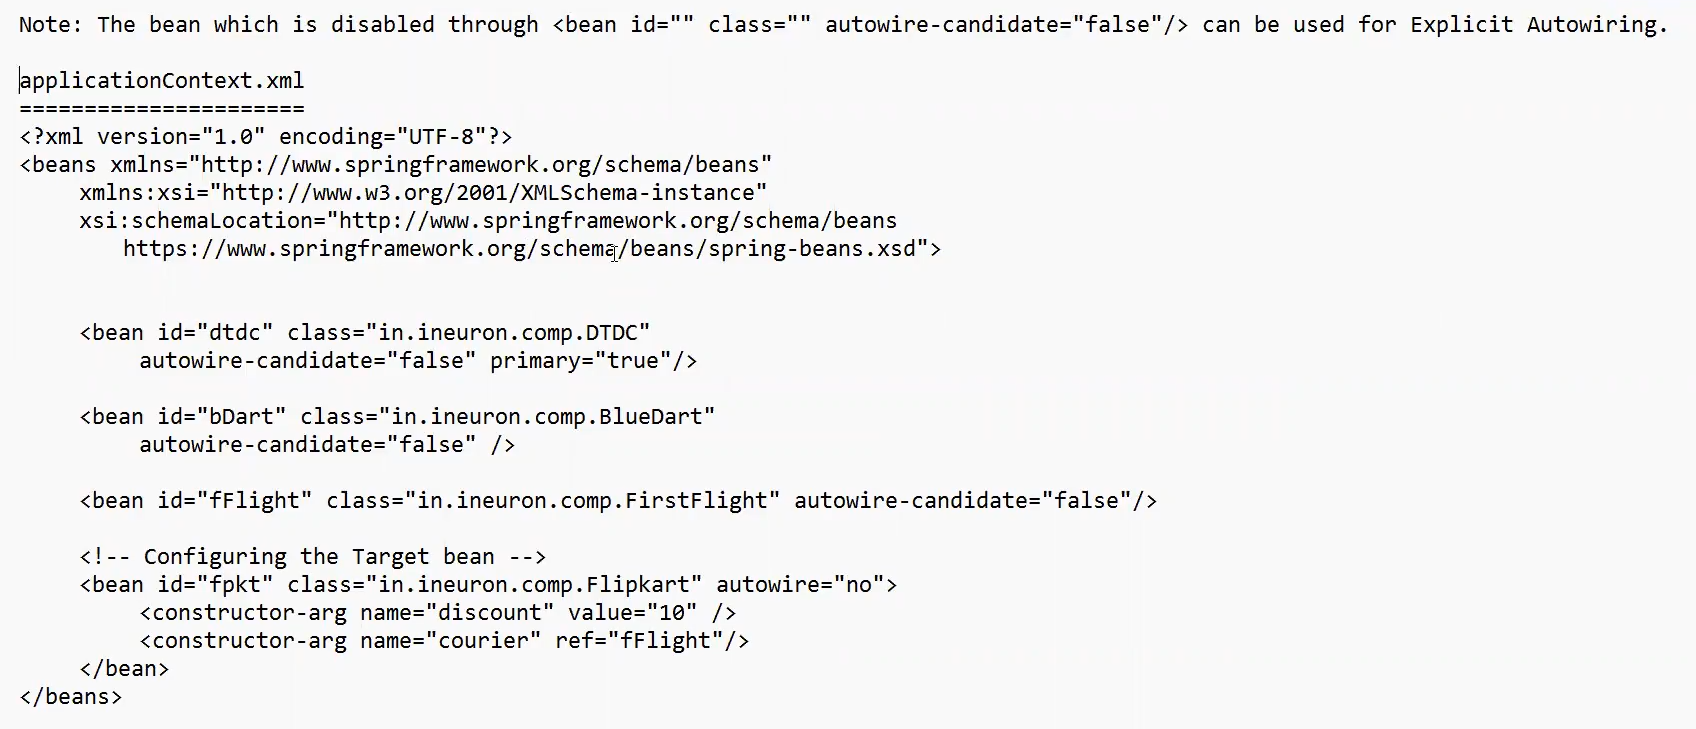 Note: The bean which is disabled through <bean id="" class="" autowire-candidate="false"/> can be used for Explicit Autowiring.
applicationContext.xml
======================
<?xml version="1.0" encoding="UTF-8"?>
<beans xmlns="http://www.springframework.org/schema/beans"
xmlns:xsi="http://www.w3.org/2001/XMLSchema-instance"
xsi:schemaLocation="http://www.springframework.org/schema/beans
https://www.springframework.org/schema/beans/spring-beans.xsd">
<bean id="dtdc" class="in.ineuron.comp.DTDC"
autowire-candidate="false" primary="true"/>
<bean id="bDart" class="in.ineuron.comp.BlueDart"
autowire-candidate="false" />
<bean id="fFlight" class="in.ineuron.comp.FirstFlight" autowire-candidate="false"/>
<!-- Configuring the Target bean -->
<bean id="fpkt" class="in.ineuron.comp.Flipkart" autowire="no">
<constructor-arg name="discount" value="10" />
<constructor-arg name="courier" ref="fFlight"/>
</bean>
</beans>